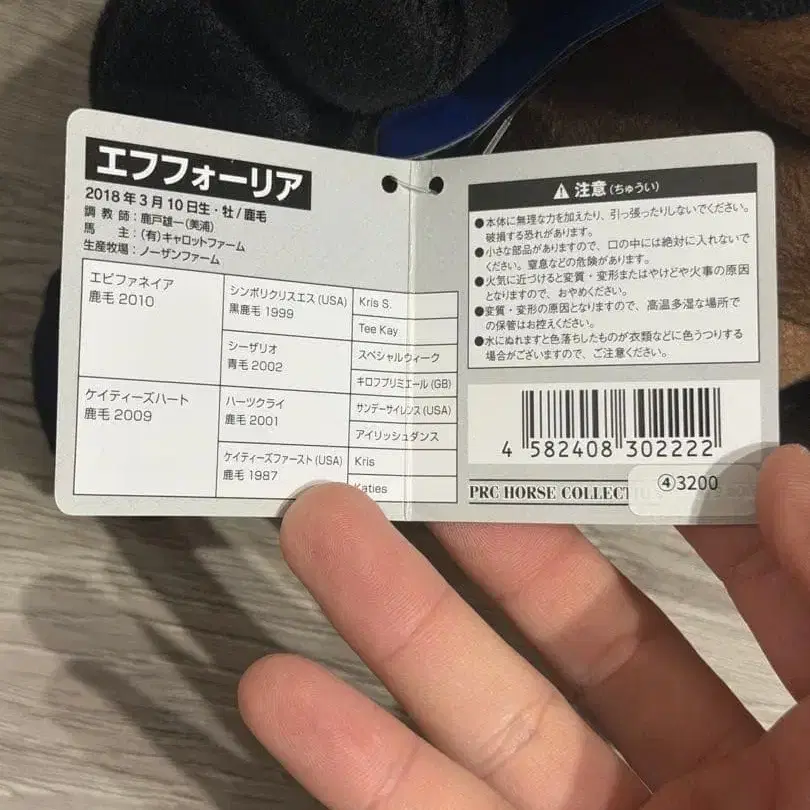 エフフォーリア
2018年3月10日生・牡/鹿毛
調教師：鹿戸雄一(美浦)
馬主：(有)キャロットファーム
生産牧場：ノーザンファーム
エピファネイア
鹿毛 2010
シンボリクリスエス (USA)
黒鹿毛 1999
Kris S.
Tee Kay
シーザリオ
青毛 2002
スペシャルウィーク
キロフプリミエール (GB)
ケイティーズハート
鹿毛 2009
ハーツクライ
鹿毛 2001
サンデーサイレンス (USA)
アイリッシュダンス
ケイティーズファースト (USA)
鹿毛 1987
Kris
Katies
注意(ちゅうい)
●本体に無理な力を加えたり、引っ張ったりしないでください。
破損する恐れがあります。
●小さな部品がありますので、口の中には絶対に入れないで
ください。窒息などの危険があります。
●火気に近づけると変質・変形またはやけどや火事の原因
となりますので、おやめください。
●変質・変形の原因となりますので、高温多湿な場所で
の保管はお控えください。
●水にぬれますと色落ちしたものが衣類などに色うつりする
場合がございますので、ご注意ください。
4 582408 302222
PRC HORSE COLLECT
④3200